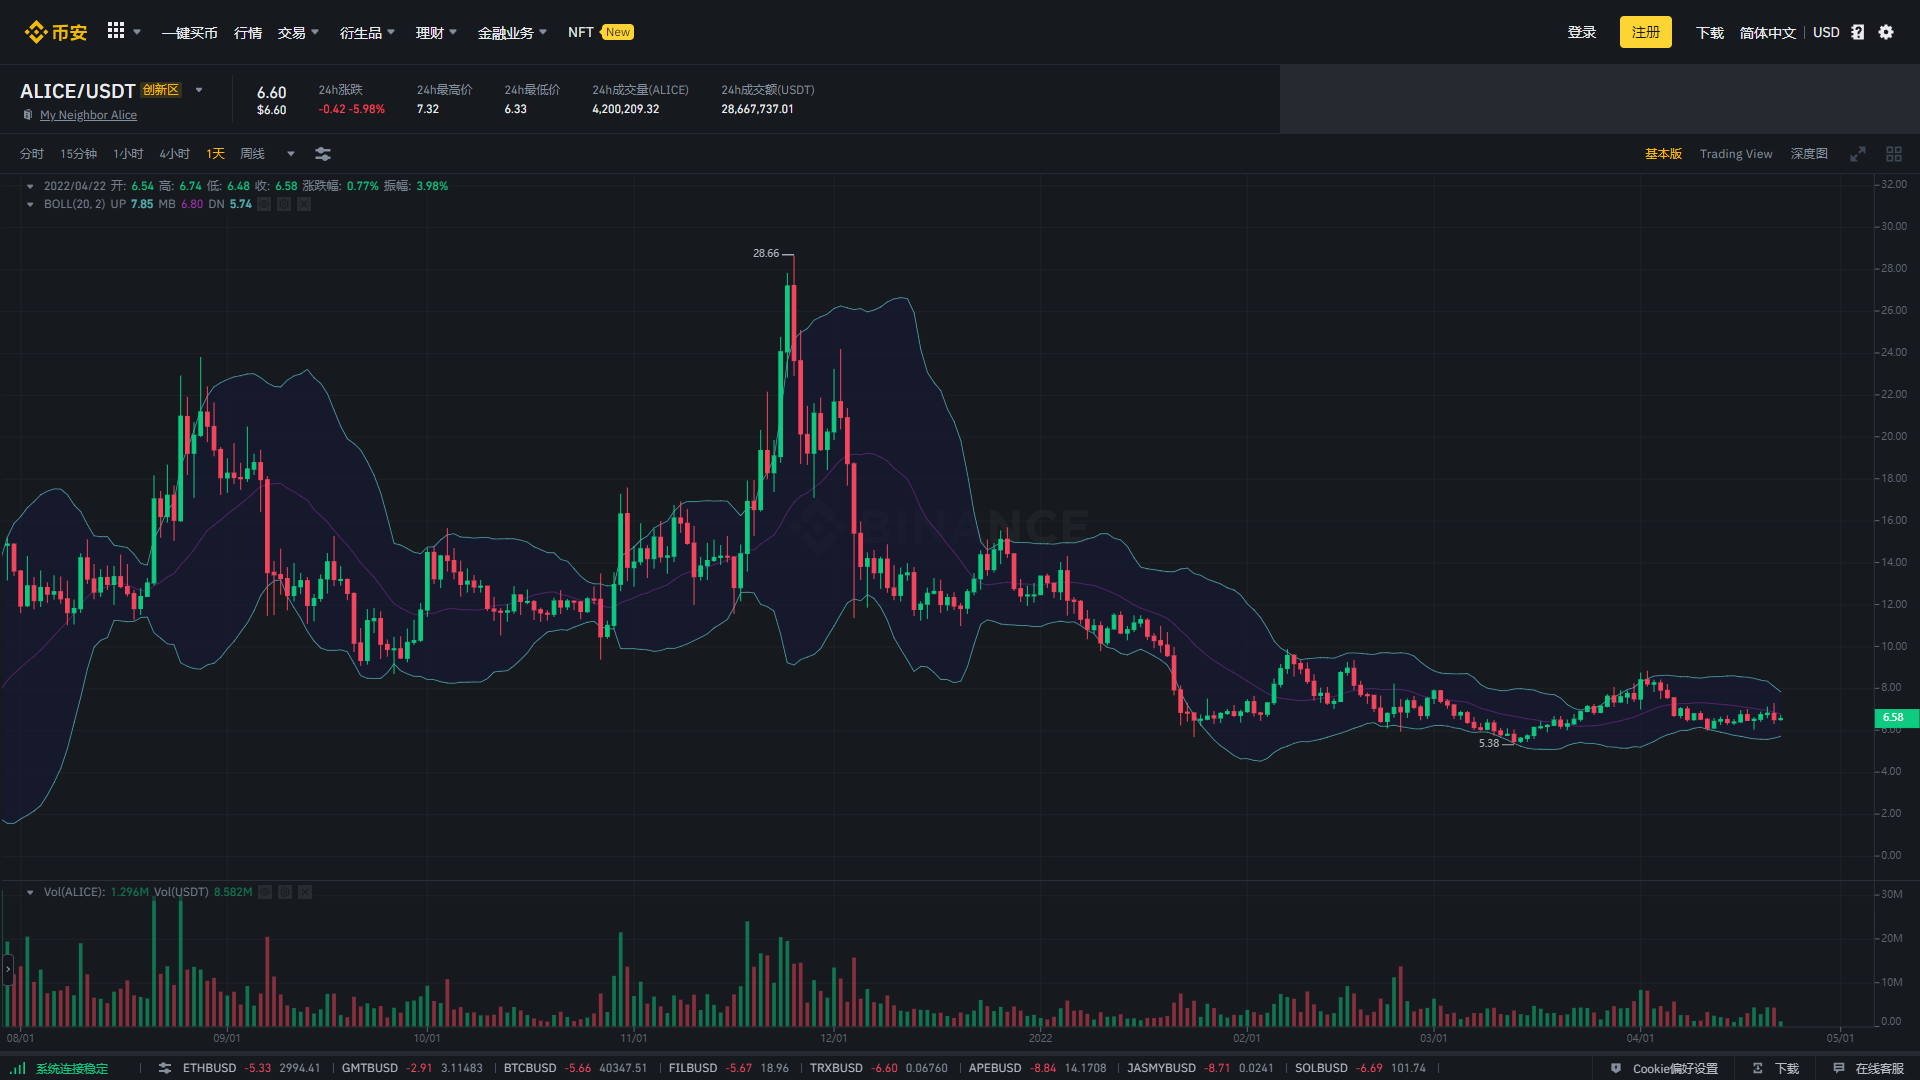 币安 一键买币 行情 交易 衍生品 理财 金融业务 NFT New 登录 注册 下载 简体中文 USD
ALICE/USDT 创新区
My Neighbor Alice
6.60
$6.60
24h涨跌
-0.42 -5.98%
24h最高价
7.32
24h最低价
6.33
24h成交量(ALICE)
4,200,209.32
24h成交额(USDT)
28,667,737.01
分时 15分钟 1小时 4小时 1天 周线 基本版 Trading View 深度图
2022/04/22 开: 6.54 高: 6.74 低: 6.48 收: 6.58 涨跌幅: 0.77% 振幅: 3.98%
BOLL(20, 2) UP 7.85 MB 6.80 DN 5.74
28.66
5.38
BINANCE
32.00
30.00
28.00
26.00
24.00
22.00
20.00
18.00
16.00
14.00
12.00
10.00
8.00
6.58
6.00
4.00
2.00
0.00
Vol(ALICE): 1.296M Vol(USDT) 8.582M
30M
20M
10M
0.00
08/01 09/01 10/01 11/01 12/01 2022 02/01 03/01 04/01 05/01
系统连接稳定 ETHBUSD -5.33 2994.41 GMTBUSD -2.91 3.11483 BTCBUSD -5.66 40347.51 FILBUSD -5.67 18.96 TRXBUSD -6.60 0.06760 APEBUSD -8.84 14.1708 JASMYBUSD -8.71 0.0241 SOLBUSD -6.69 101.74 Cookie偏好设置 下载 在线客服